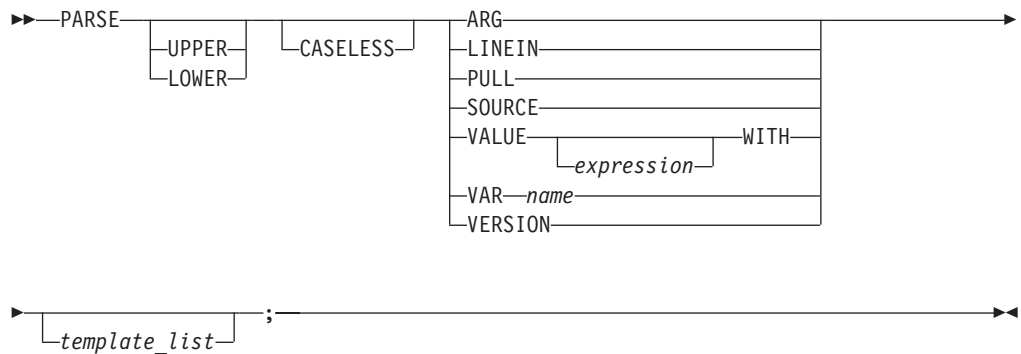 PARSE ARG
UPPER CASELESS LINEIN
LOWER PULL
SOURCE
VALUE WITH
expression
VAR name
VERSION
;
template_list